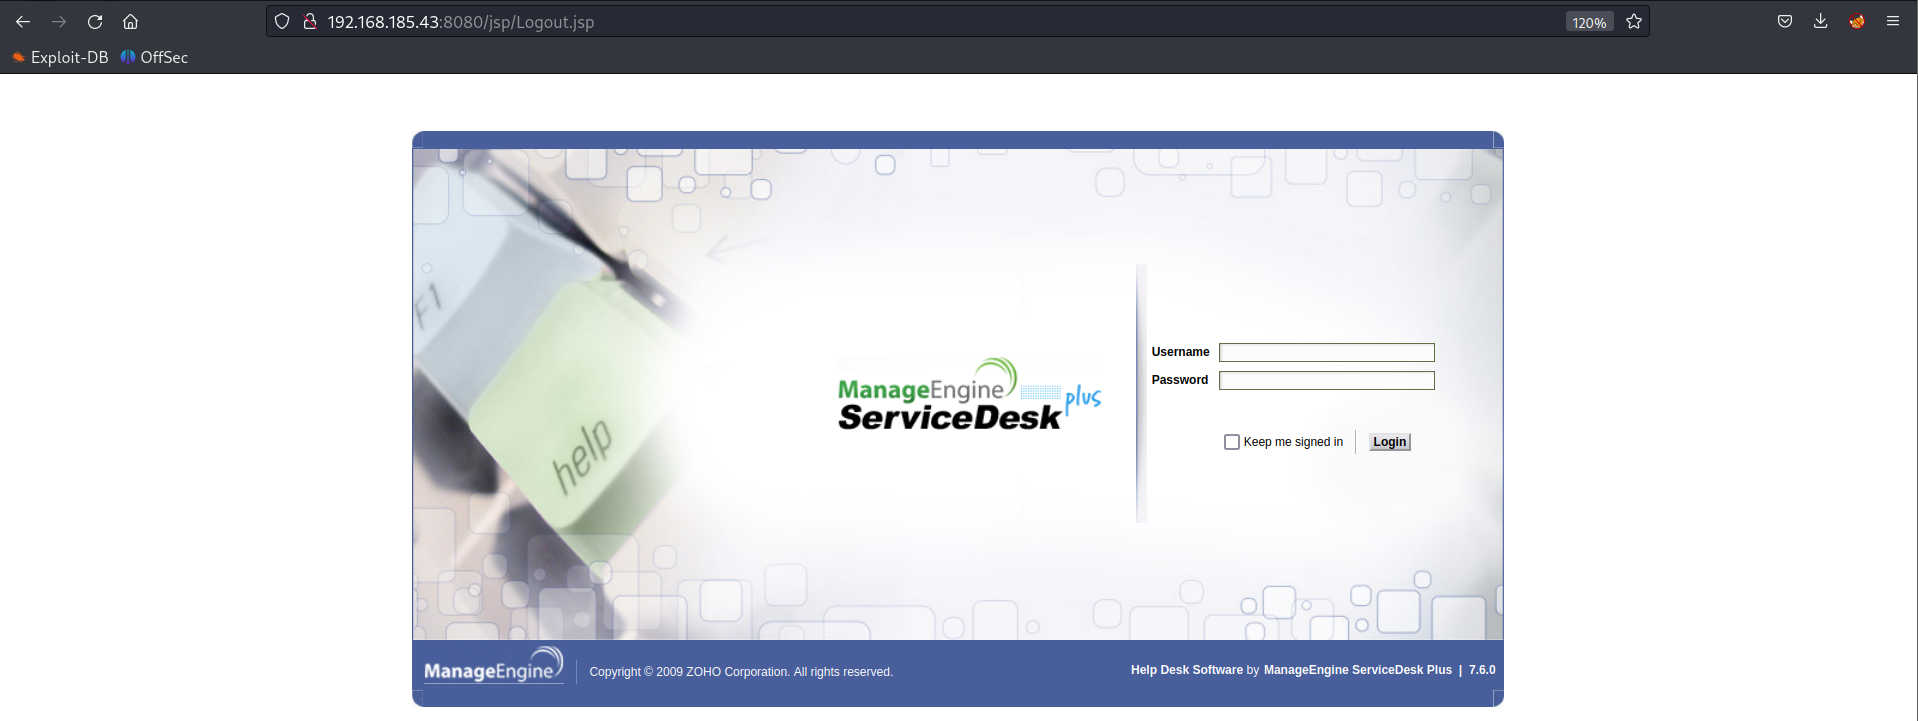 192.168.185.43:8080/jsp/Logout.jsp
120%
Exploit-DB
OffSec
F1
help
ManageEngine
ServiceDesk plus
Username
Password
Keep me signed in
Login
ManageEngine
Copyright © 2009 ZOHO Corporation. All rights reserved.
Help Desk Software by ManageEngine ServiceDesk Plus | 7.6.0